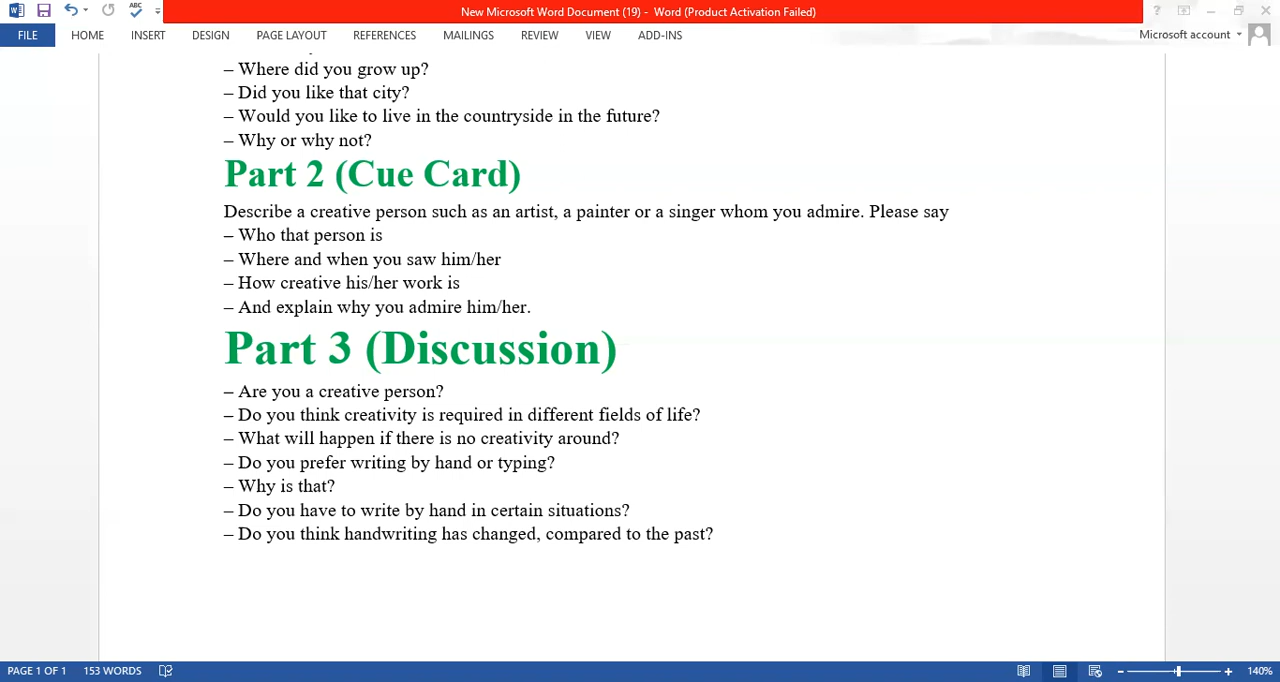 ABC
New Microsoft Word Document (19) - Word (Product Activation Failed)
?
FILE HOME INSERT DESIGN PAGE LAYOUT REFERENCES MAILINGS REVIEW VIEW ADD-INS Microsoft account
– Where did you grow up?
– Did you like that city?
– Would you like to live in the countryside in the future?
– Why or why not?
Part 2 (Cue Card)
Describe a creative person such as an artist, a painter or a singer whom you admire. Please say
– Who that person is
– Where and when you saw him/her
– How creative his/her work is
– And explain why you admire him/her.
Part 3 (Discussion)
– Are you a creative person?
– Do you think creativity is required in different fields of life?
– What will happen if there is no creativity around?
– Do you prefer writing by hand or typing?
– Why is that?
– Do you have to write by hand in certain situations?
– Do you think handwriting has changed, compared to the past?
PAGE 1 OF 1 153 WORDS 140%